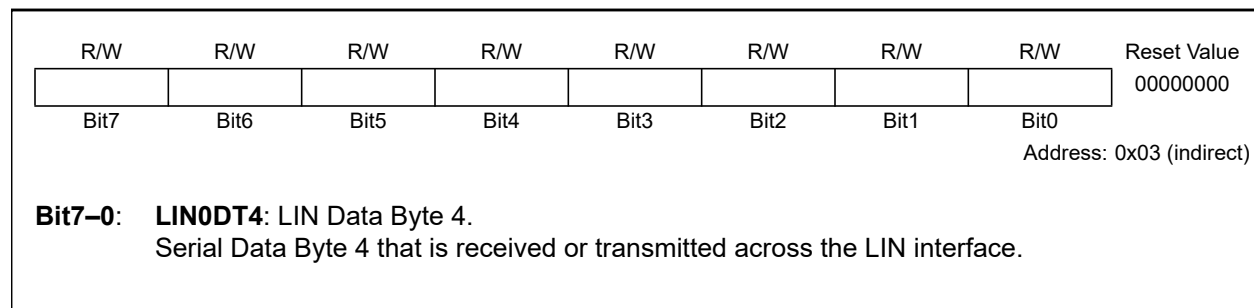 R/W R/W R/W R/W R/W R/W R/W R/W Reset Value
00000000
Bit7 Bit6 Bit5 Bit4 Bit3 Bit2 Bit1 Bit0
Address: 0x03 (indirect)
Bit7–0: LIN0DT4: LIN Data Byte 4.
Serial Data Byte 4 that is received or transmitted across the LIN interface.